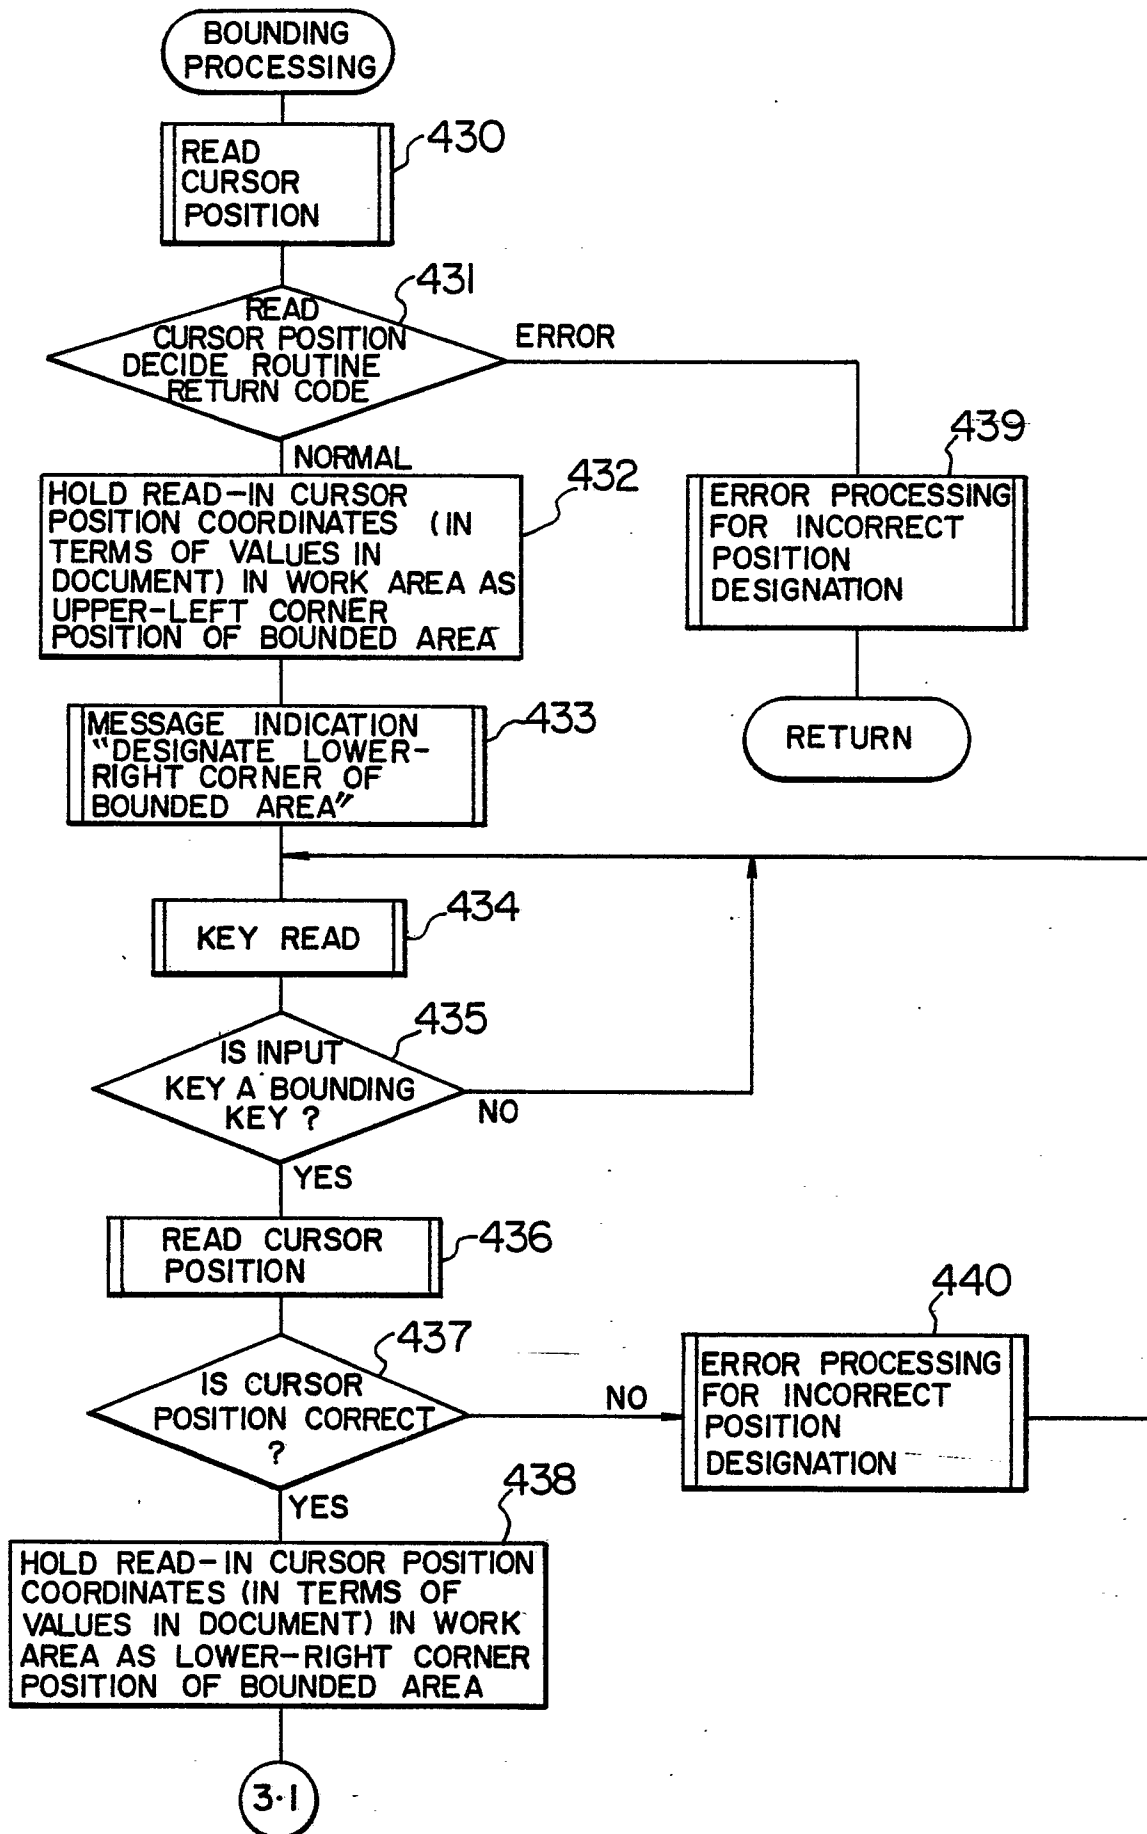 BOUNDING
PROCESSING
430
READ
CURSOR
POSITION
431
READ
CURSOR POSITION
DECIDE ROUTINE
RETURN CODE
ERROR
NORMAL
439
ERROR PROCESSING
FOR INCORRECT
POSITION
DESIGNATION
RETURN
432
HOLD READ-IN CURSOR
POSITION COORDINATES (IN
TERMS OF VALUES IN
DOCUMENT) IN WORK AREA AS
UPPER-LEFT CORNER
POSITION OF BOUNDED AREA
433
MESSAGE INDICATION
"DESIGNATE LOWER-
RIGHT CORNER OF
BOUNDED AREA"
434
KEY READ
435
IS INPUT
KEY A BOUNDING
KEY ?
NO
YES
436
READ CURSOR
POSITION
437
IS CURSOR
POSITION CORRECT
?
NO
YES
440
ERROR PROCESSING
FOR INCORRECT
POSITION
DESIGNATION
438
HOLD READ-IN CURSOR POSITION
COORDINATES (IN TERMS OF
VALUES IN DOCUMENT) IN WORK
AREA AS LOWER-RIGHT CORNER
POSITION OF BOUNDED AREA
3·1